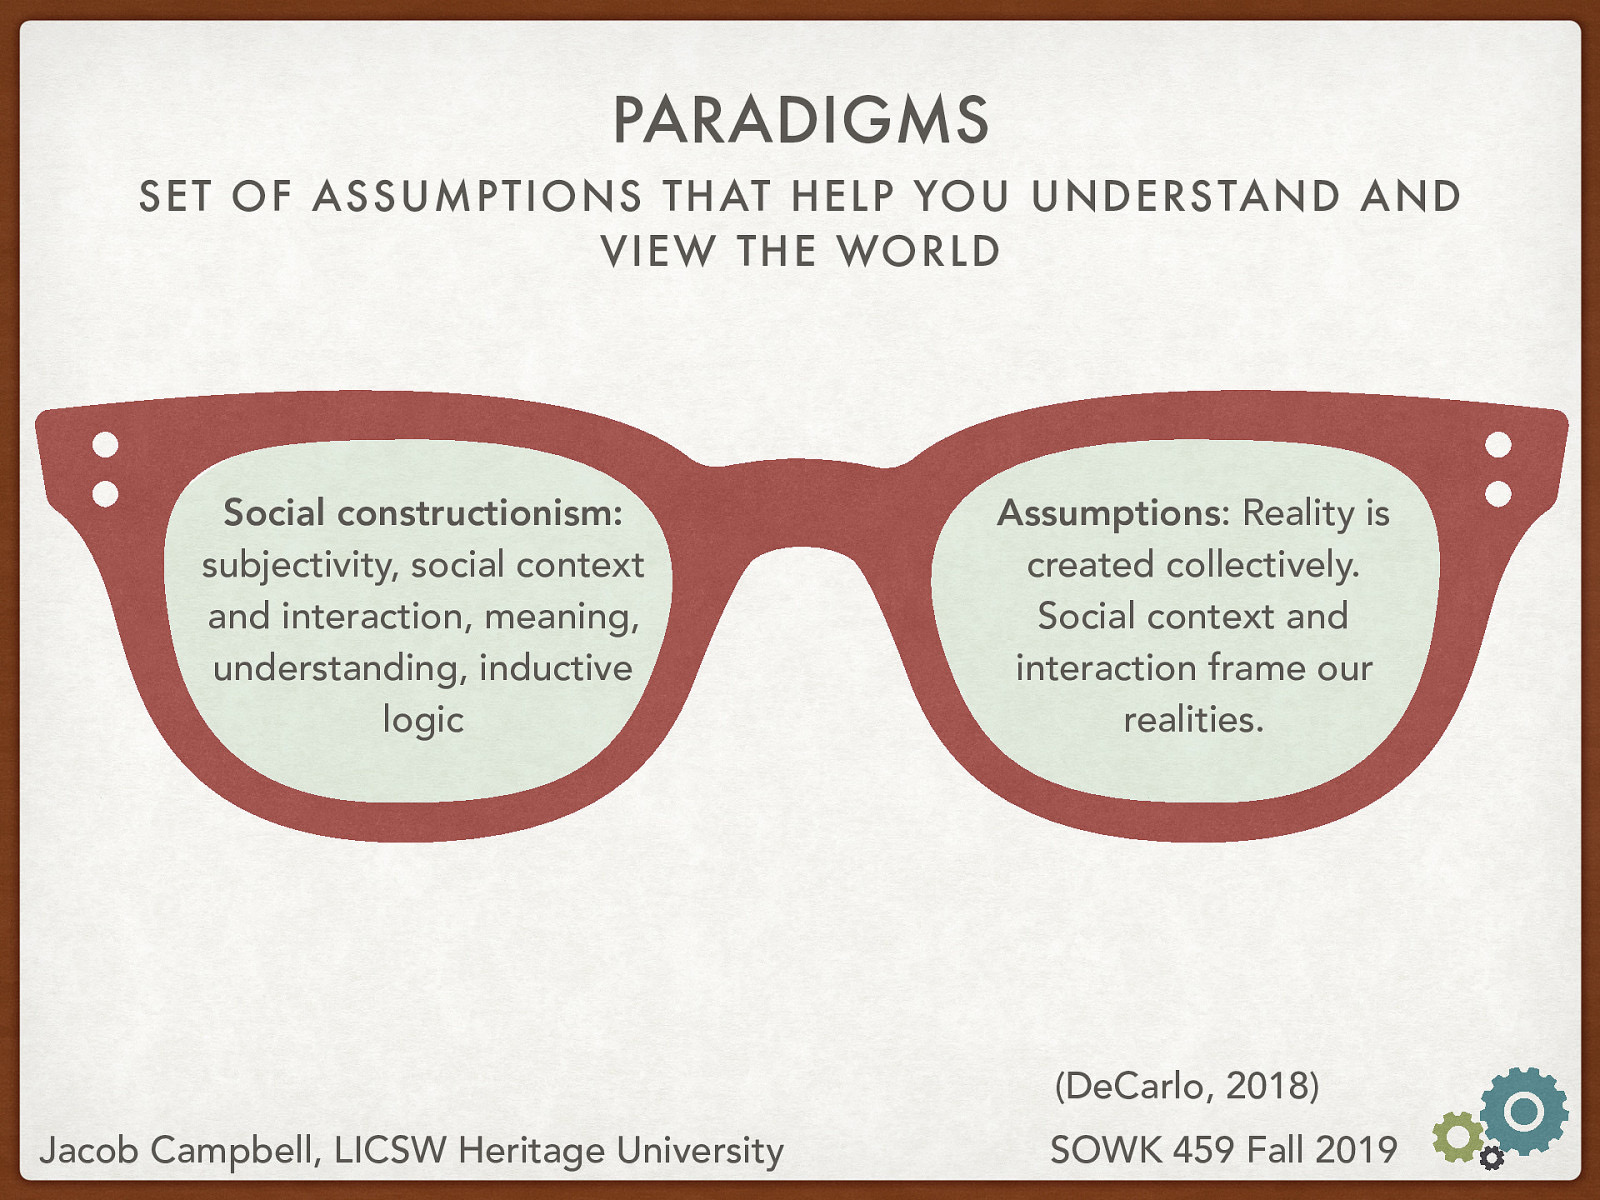 PARADIGMS
SET OF ASSUMPTIONS THAT HELP YOU UNDERSTAND AND
VIEW THE WORLD
Social constructionism:
subjectivity, social context
and interaction, meaning,
understanding, inductive
logic
Assumptions: Reality is
created collectively.
Social context and
interaction frame our
realities.
(DeCarlo, 2018)
Jacob Campbell, LICSW Heritage University
SOWK 459 Fall 2019